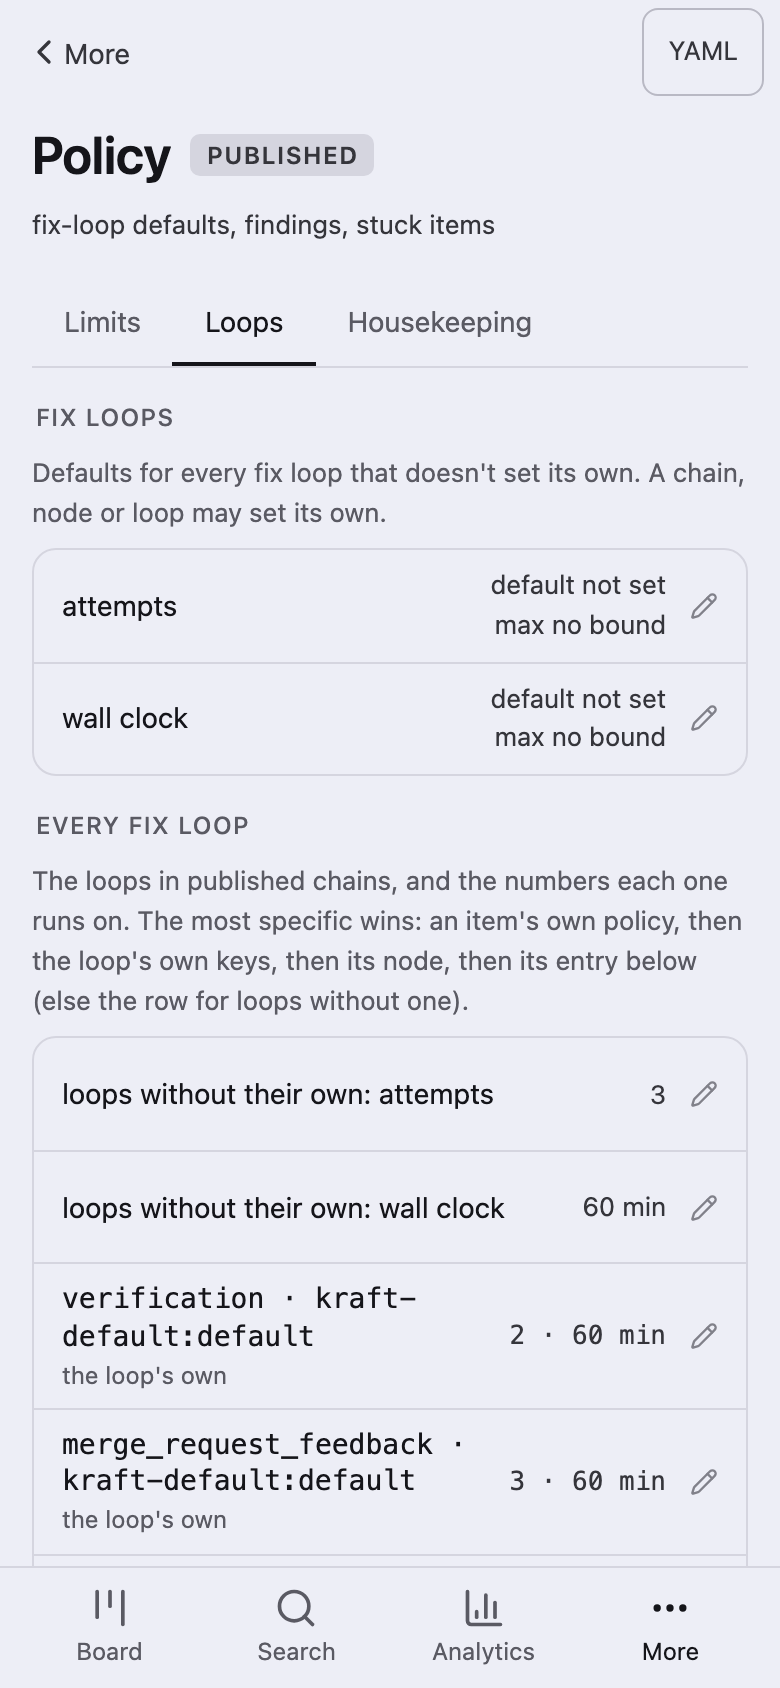 More
YAML
Policy
PUBLISHED
fix-loop defaults, findings, stuck items
Limits
Loops
Housekeeping
FIX LOOPS
Defaults for every fix loop that doesn't set its own. A chain,
node or loop may set its own.
attempts
default not set
max no bound
wall clock
default not set
max no bound
EVERY FIX LOOP
The loops in published chains, and the numbers each one
runs on. The most specific wins: an item's own policy, then
the loop's own keys, then its node, then its entry below
(else the row for loops without one).
loops without their own: attempts
3
loops without their own: wall clock
60 min
verification · kraft-
default:default
the loop's own
2 · 60 min
merge_request_feedback ·
kraft-default:default
the loop's own
3 · 60 min
Board
Search
Analytics
More